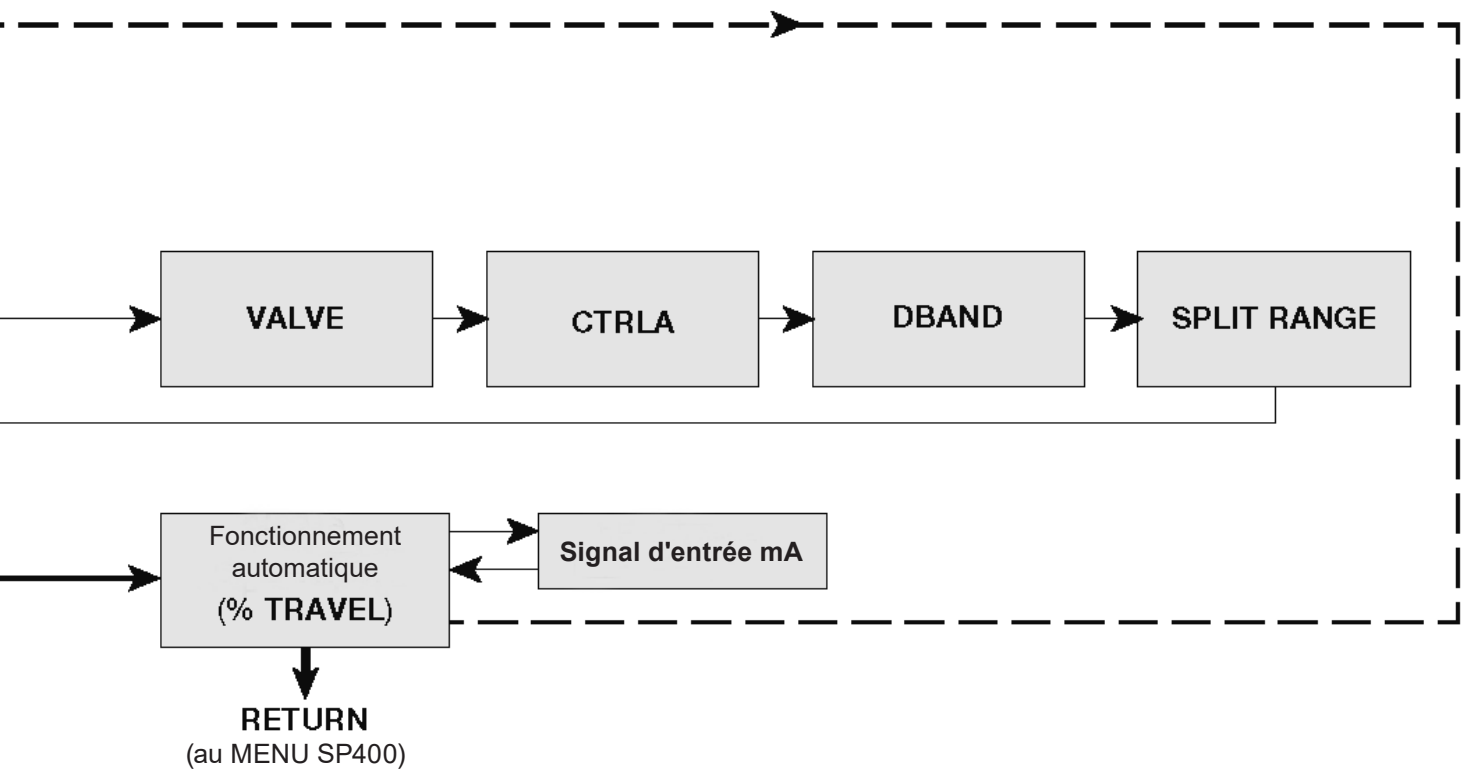 VALVE
CTRLA
DBAND
SPLIT RANGE
Fonctionnement
automatique
(% TRAVEL)
Signal d'entrée mA
RETURN
(au MENU SP400)